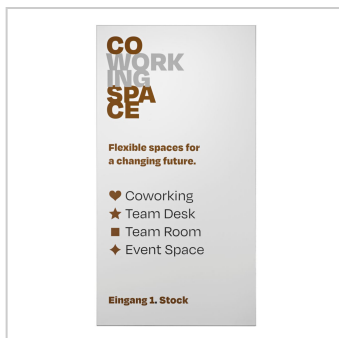 CO
WORK
ING
SPA
CE
Flexible spaces for
a changing future.
Coworking
Team Desk
Team Room
Event Space
Eingang 1. Stock